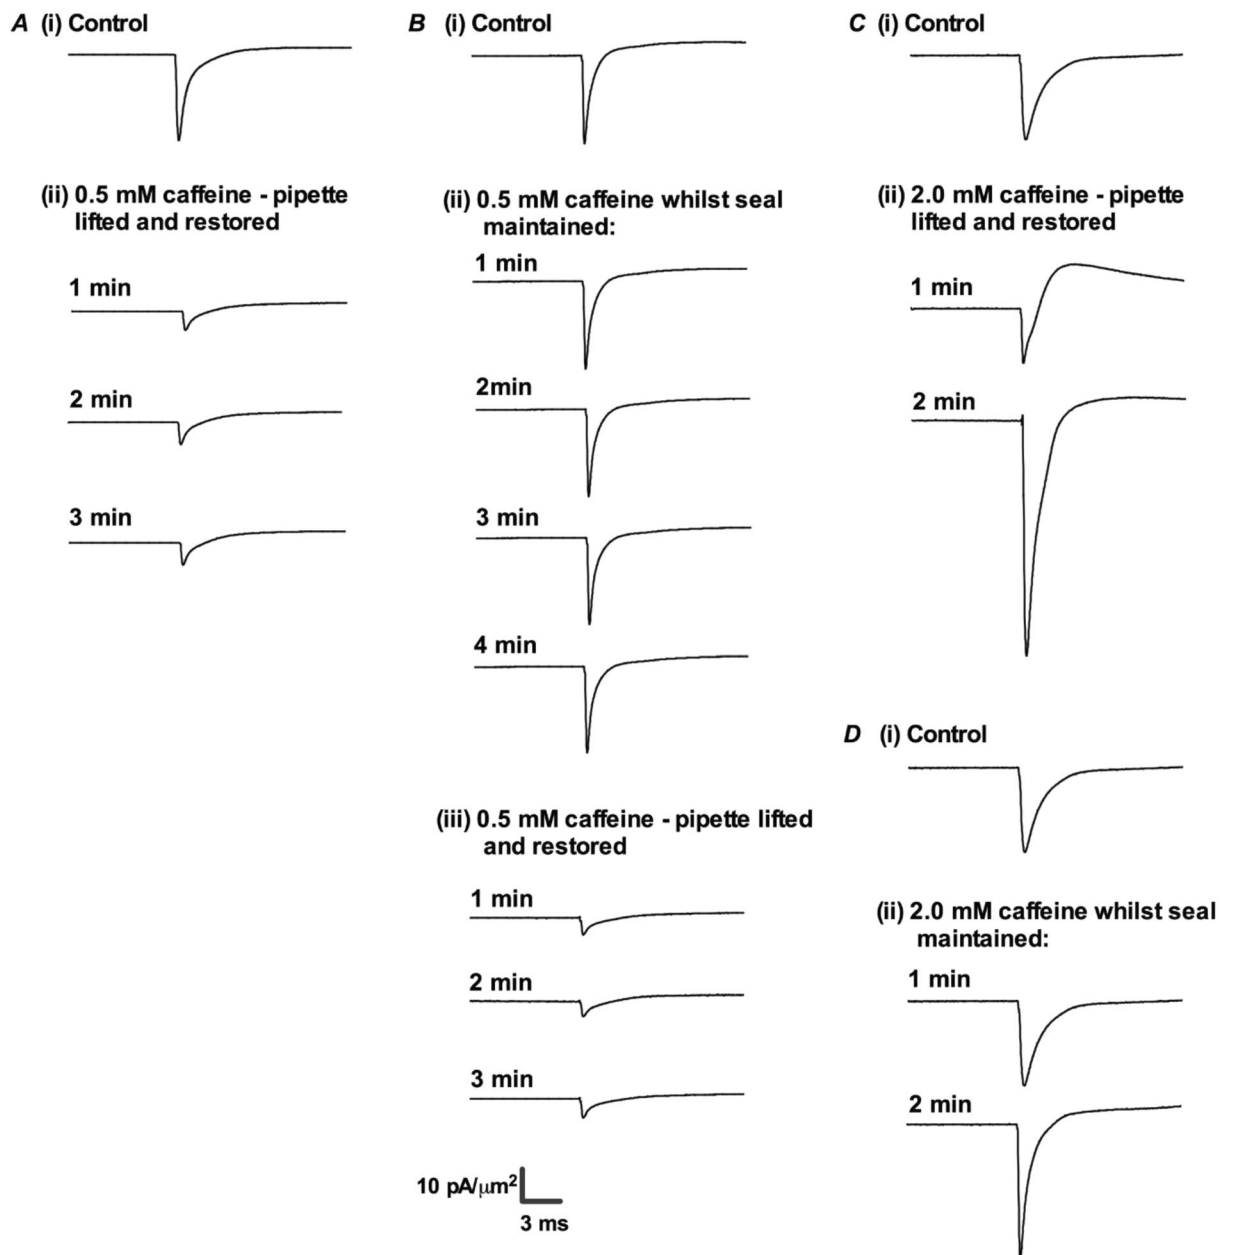 A (i) Control
(ii) 0.5 mM caffeine - pipette
lifted and restored
1 min
2 min
3 min
B (i) Control
(ii) 0.5 mM caffeine whilst seal
maintained:
1 min
2min
3 min
4 min
(iii) 0.5 mM caffeine - pipette lifted
and restored
1 min
2 min
3 min
10 pA/μm²
3 ms
C (i) Control
(ii) 2.0 mM caffeine - pipette
lifted and restored
1 min
2 min
D (i) Control
(ii) 2.0 mM caffeine whilst seal
maintained:
1 min
2 min